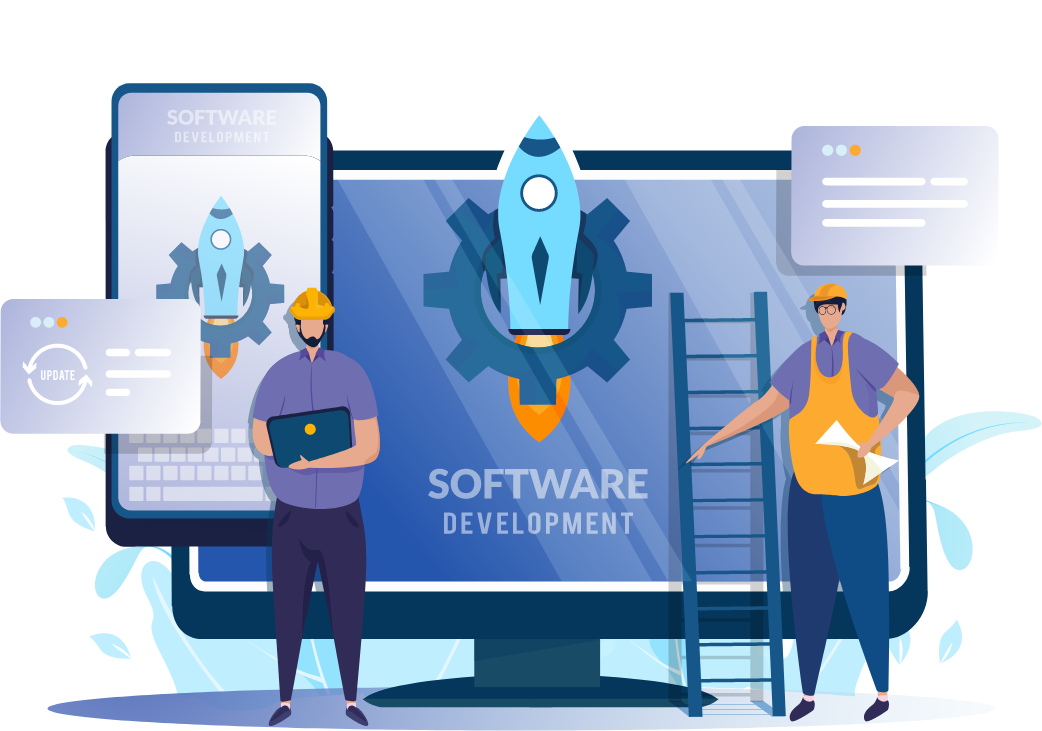 SOFTWARE
DEVELOPMENT
UPDATE
SOFTWARE
DEVELOPMENT